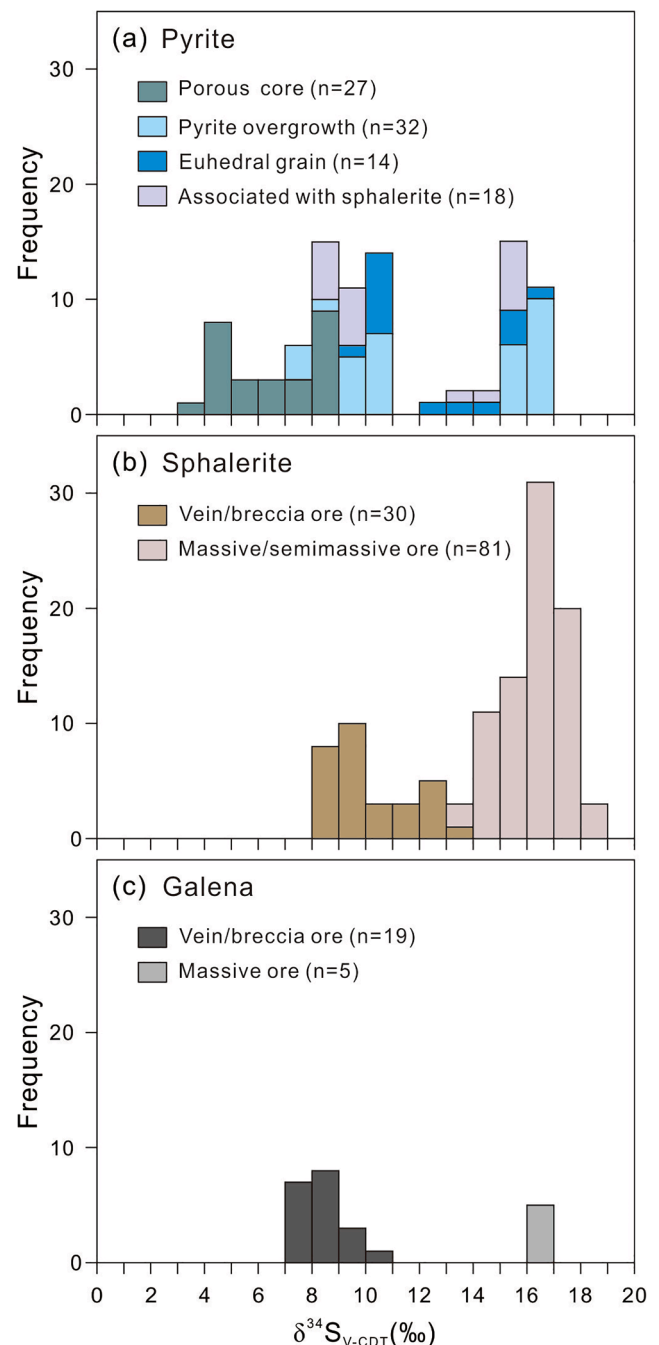 (a) Pyrite
30
Porous core (n=27)
Pyrite overgrowth (n=32)
Euhedral grain (n=14)
Associated with sphalerite (n=18)
20
10
0
Frequency
(b) Sphalerite
30
Vein/breccia ore (n=30)
Massive/semimassive ore (n=81)
20
10
0
Frequency
(c) Galena
30
Vein/breccia ore (n=19)
Massive ore (n=5)
20
10
0
Frequency
0 2 4 6 8 10 12 14 16 18 20
δ³⁴S V-CDT (‰)